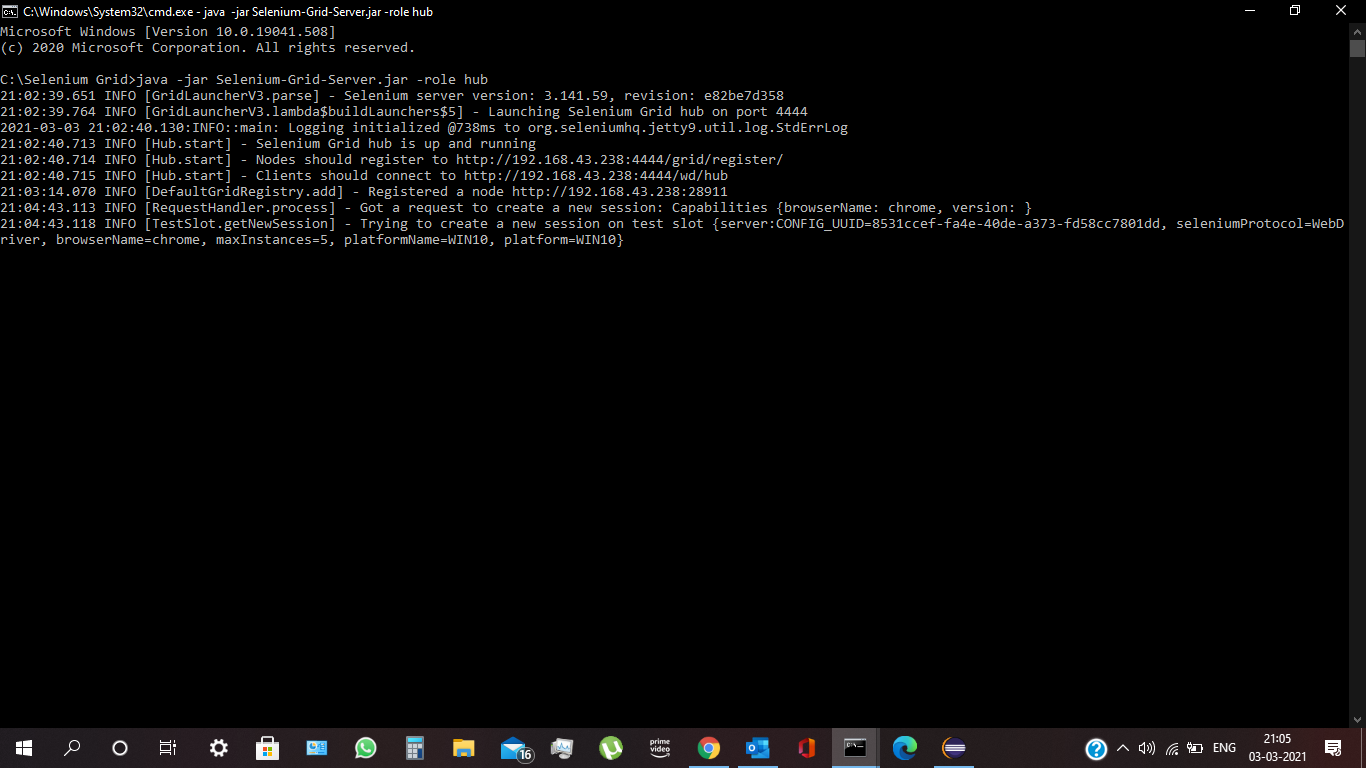 C:\Windows\System32\cmd.exe - java -jar Selenium-Grid-Server.jar -role hub
Microsoft Windows [Version 10.0.19041.508]
(c) 2020 Microsoft Corporation. All rights reserved.
C:\Selenium Grid>java -jar Selenium-Grid-Server.jar -role hub
21:02:39.651 INFO [GridLauncherV3.parse] - Selenium server version: 3.141.59, revision: e82be7d358
21:02:39.764 INFO [GridLauncherV3.lambda$buildLaunchers$5] - Launching Selenium Grid hub on port 4444
2021-03-03 21:02:40.130:INFO::main: Logging initialized @738ms to org.seleniumhq.jetty9.util.log.StdErrLog
21:02:40.713 INFO [Hub.start] - Selenium Grid hub is up and running
21:02:40.714 INFO [Hub.start] - Nodes should register to http://192.168.43.238:4444/grid/register/
21:02:40.715 INFO [Hub.start] - Clients should connect to http://192.168.43.238:4444/wd/hub
21:03:14.070 INFO [DefaultGridRegistry.add] - Registered a node http://192.168.43.238:28911
21:04:43.113 INFO [RequestHandler.process] - Got a request to create a new session: Capabilities {browserName: chrome, version: }
21:04:43.118 INFO [TestSlot.getNewSession] - Trying to create a new session on test slot {server:CONFIG_UUID=8531ccef-fa4e-40de-a373-fd58cc7801dd, seleniumProtocol=WebD
river, browserName=chrome, maxInstances=5, platformName=WIN10, platform=WIN10}
16
prime
video
ENG
21:05
03-03-2021